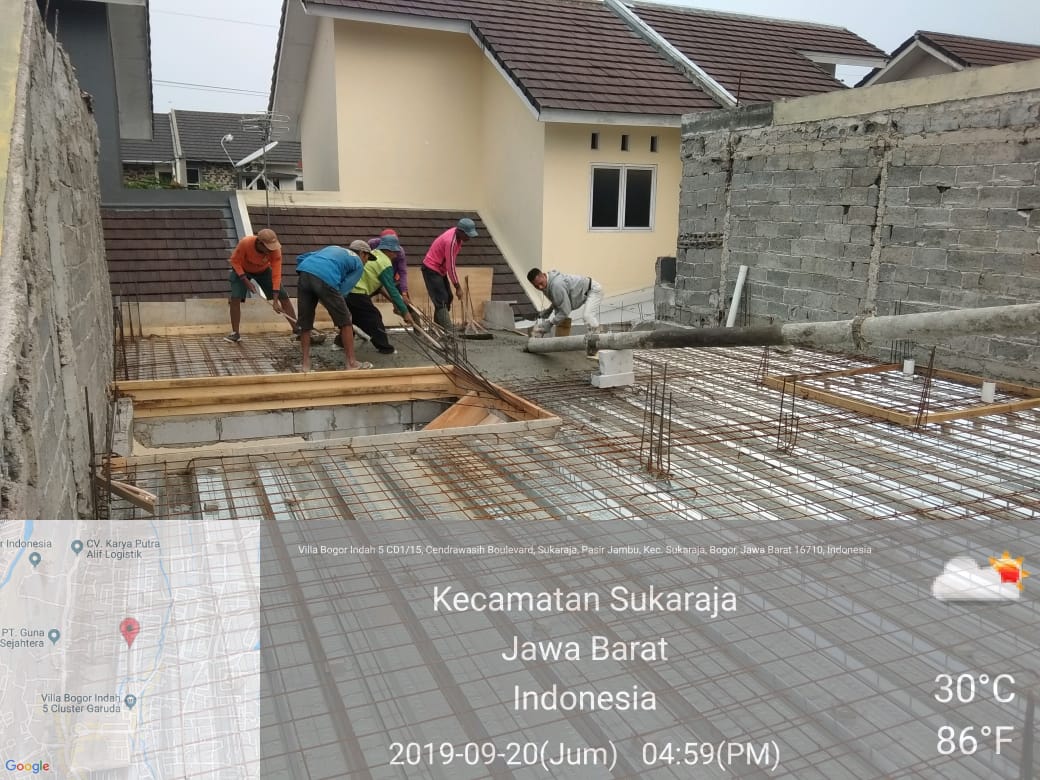 r Indonesia
CV. Karya Putra
Alif Logistik
PT. Guna
Sejahtera
Villa Bogor Indah
5 Cluster Garuda
Google
Villa Bogor Indah 5 CD1/15, Cendrawasih Boulevard, Sukaraja, Pasir Jambu, Kec. Sukaraja, Bogor, Jawa Barat 16710, Indonesia
Kecamatan Sukaraja
Jawa Barat
Indonesia
2019-09-20(Jum) 04:59(PM)
30°C
86°F